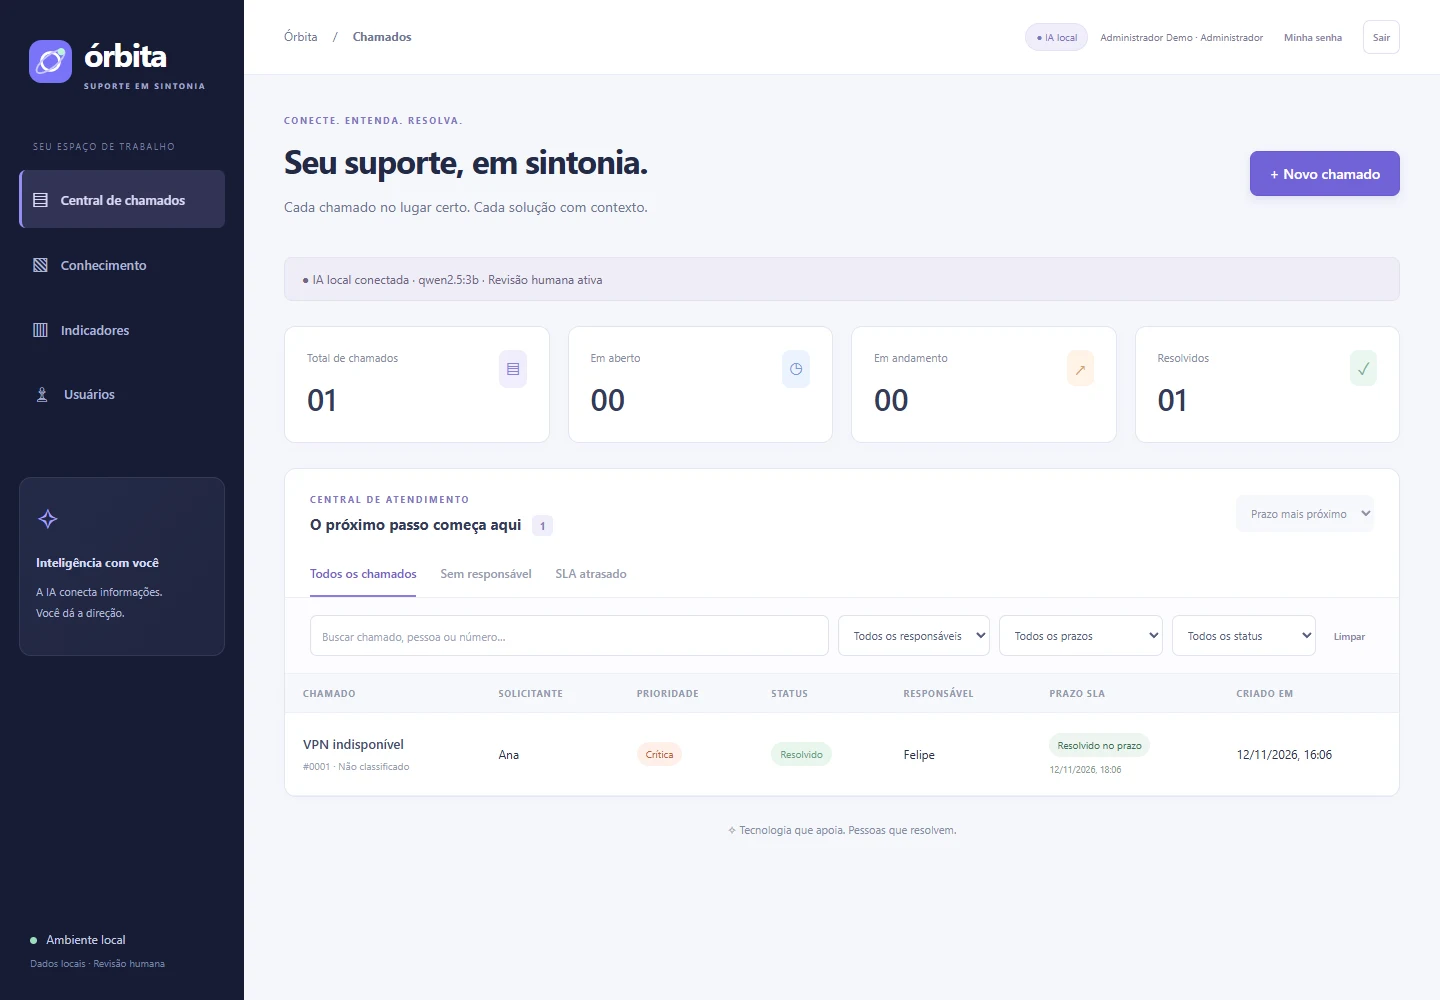 órbita
SUPORTE EM SINTONIA
SEU ESPAÇO DE TRABALHO
Central de chamados
Conhecimento
Indicadores
Usuários
Inteligência com você
A IA conecta informações.
Você dá a direção.
Ambiente local
Dados locais · Revisão humana
Órbita / Chamados
● IA local
Administrador Demo · Administrador
Minha senha
Sair
CONECTE. ENTENDA. RESOLVA.
Seu suporte, em sintonia.
Cada chamado no lugar certo. Cada solução com contexto.
+ Novo chamado
● IA local conectada · qwen2.5:3b · Revisão humana ativa
Total de chamados
01
Em aberto
00
Em andamento
00
Resolvidos
01
CENTRAL DE ATENDIMENTO
O próximo passo começa aqui 1
Prazo mais próximo
Todos os chamados Sem responsável SLA atrasado
Buscar chamado, pessoa ou número... Todos os responsáveis Todos os prazos Todos os status Limpar
CHAMADO SOLICITANTE PRIORIDADE STATUS RESPONSÁVEL PRAZO SLA CRIADO EM
VPN indisponível
#0001 · Não classificado
Ana
Crítica
Resolvido
Felipe
Resolvido no prazo
12/11/2026, 18:06
12/11/2026, 16:06
✧ Tecnologia que apoia. Pessoas que resolvem.